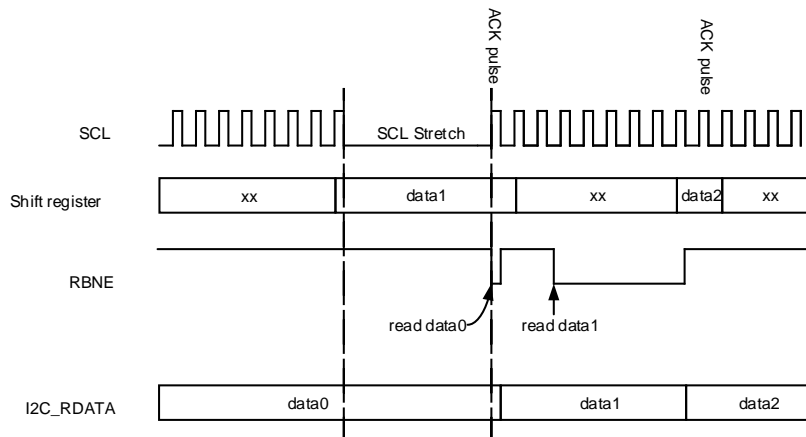 ACK pulse
ACK pulse
SCL
SCL Stretch
Shift register
xx
data1
xx
data2
xx
RBNE
read data0
read data1
I2C_RDATA
data0
data1
data2